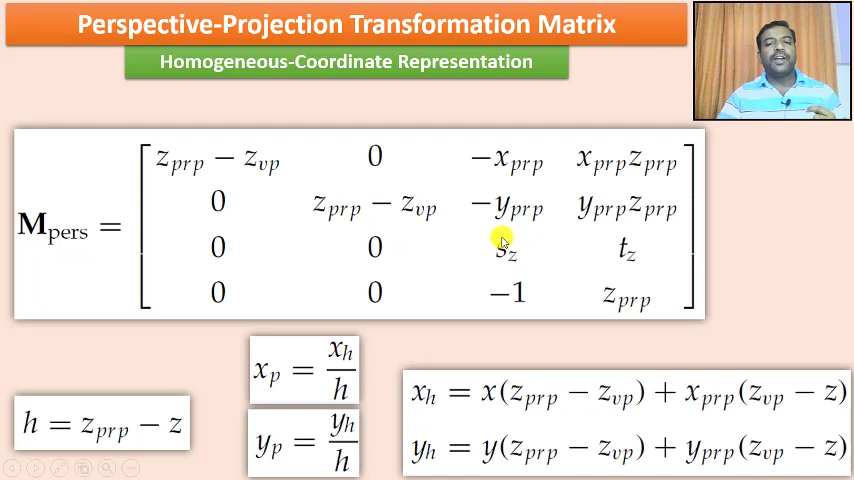 Perspective-Projection Transformation Matrix
Homogeneous-Coordinate Representation
M_pers =
z_prp − z_vp 0 −x_prp x_prp z_prp
0 z_prp − z_vp −y_prp y_prp z_prp
0 0 s_z t_z
0 0 −1 z_prp
h = z_prp − z
x_p = x_h / h
y_p = y_h / h
x_h = x(z_prp − z_vp) + x_prp(z_vp − z)
y_h = y(z_prp − z_vp) + y_prp(z_vp − z)